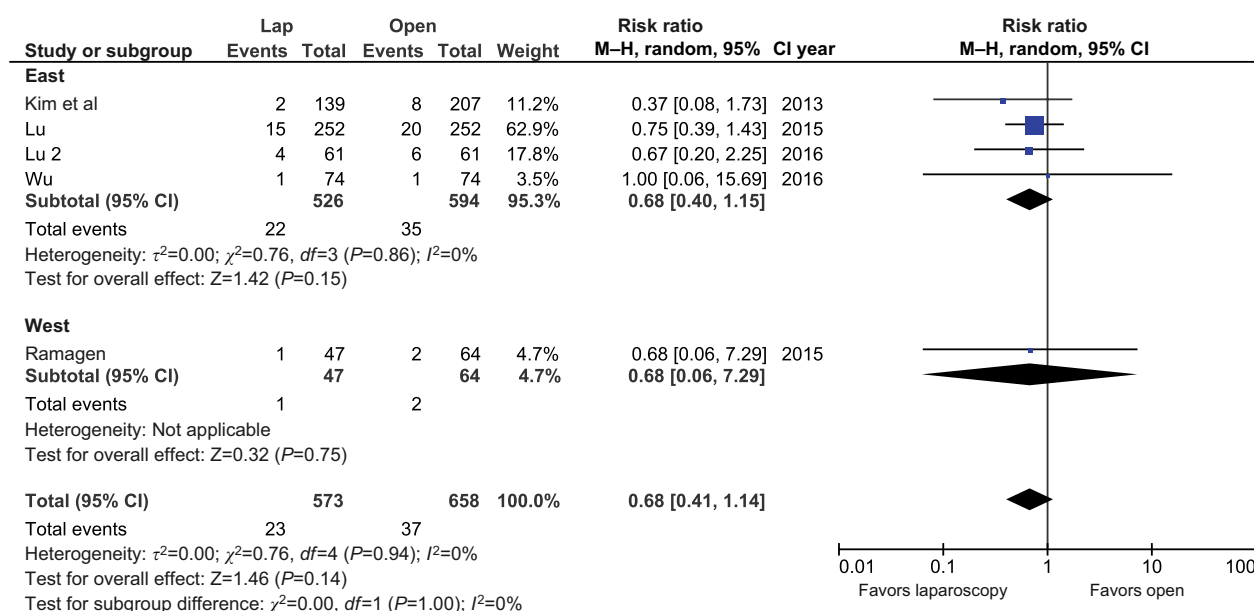 Lap Open Risk ratio Risk ratio
Study or subgroup Events Total Events Total Weight M–H, random, 95% CI year M–H, random, 95% CI
East
Kim et al 2 139 8 207 11.2% 0.37 [0.08, 1.73] 2013
Lu 15 252 20 252 62.9% 0.75 [0.39, 1.43] 2015
Lu 2 4 61 6 61 17.8% 0.67 [0.20, 2.25] 2016
Wu 1 74 1 74 3.5% 1.00 [0.06, 15.69] 2016
Subtotal (95% CI) 526 594 95.3% 0.68 [0.40, 1.15]
Total events 22 35
Heterogeneity: τ²=0.00; χ²=0.76, df=3 (P=0.86); I²=0%
Test for overall effect: Z=1.42 (P=0.15)
West
Ramagen 1 47 2 64 4.7% 0.68 [0.06, 7.29] 2015
Subtotal (95% CI) 47 64 4.7% 0.68 [0.06, 7.29]
Total events 1 2
Heterogeneity: Not applicable
Test for overall effect: Z=0.32 (P=0.75)
Total (95% CI) 573 658 100.0% 0.68 [0.41, 1.14]
Total events 23 37
Heterogeneity: τ²=0.00; χ²=0.76, df=4 (P=0.94); I²=0%
Test for overall effect: Z=1.46 (P=0.14)
Test for subgroup difference: χ²=0.00, df=1 (P=1.00); I²=0%
0.01 0.1 1 10 100
Favors laparoscopy Favors open